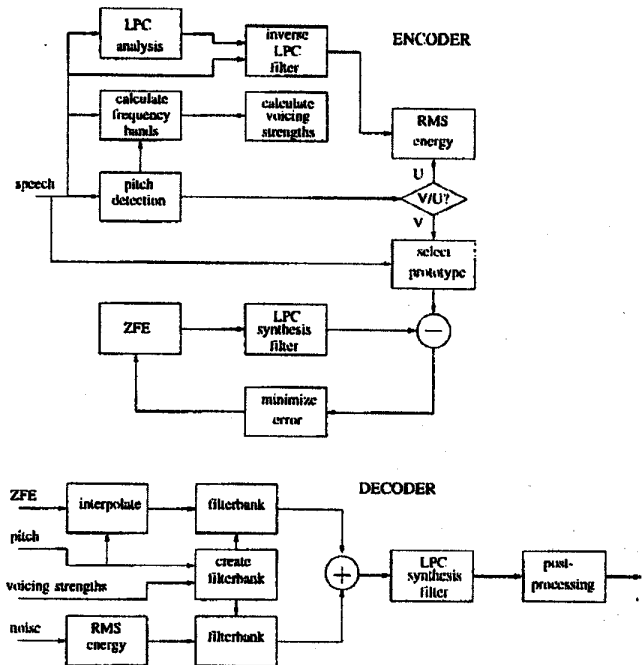 LPC
analysis
inverse
LPC
filter
ENCODER
calculate
frequency
bands
calculate
voicing
strengths
RMS
energy
U
speech
pitch
detection
V/U?
V
select
prototype
ZFE
LPC
synthesis
filter
−
minimize
error
DECODER
ZFE
interpolate
filterbank
pitch
create
filterbank
voicing strengths
+
LPC
synthesis
filter
post-
processing
noise
RMS
energy
filterbank